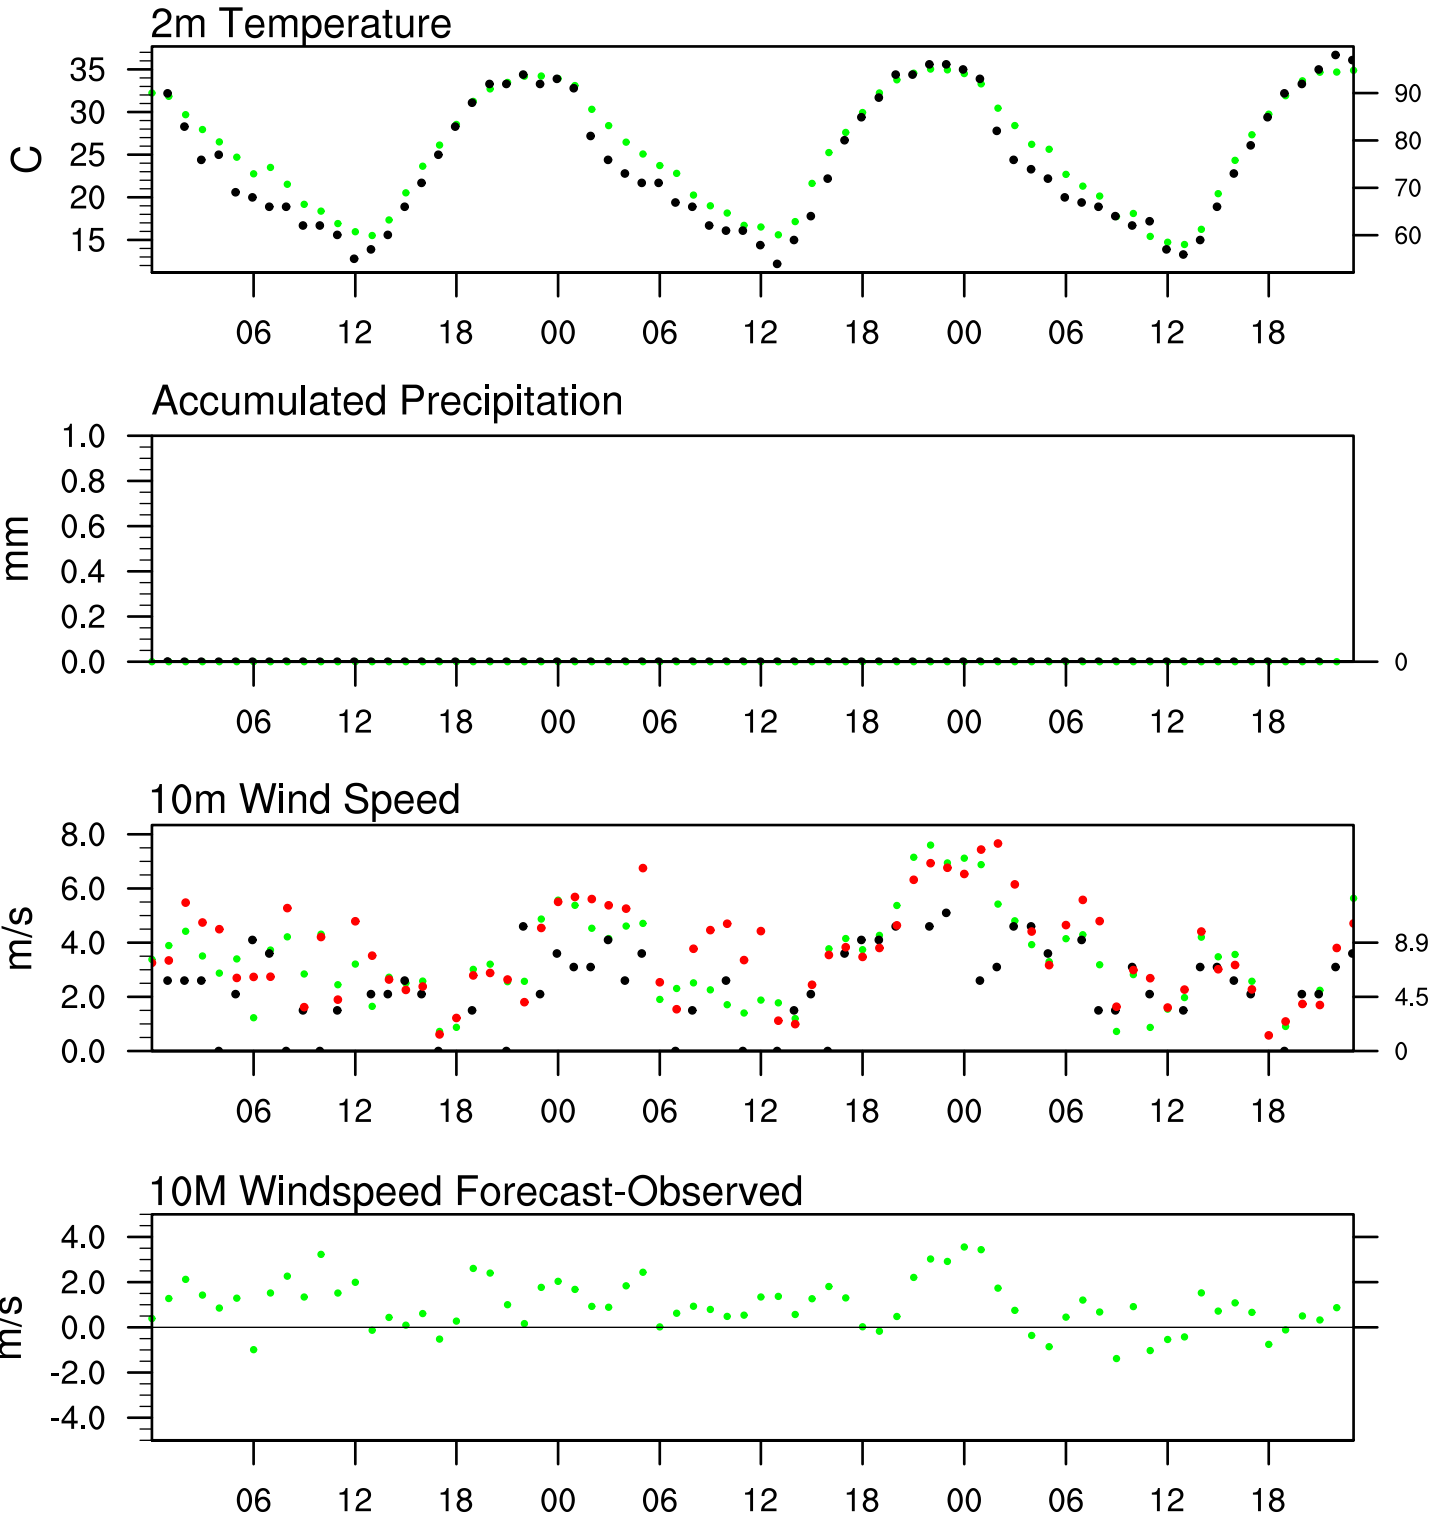 2m Temperature
35
30
25
20
15
C
90
80
70
60
06 12 18 00 06 12 18 00 06 12 18
Accumulated Precipitation
1.0
0.8
0.6
0.4
0.2
0.0
mm
0
06 12 18 00 06 12 18 00 06 12 18
10m Wind Speed
8.0
6.0
4.0
2.0
0.0
m/s
8.9
4.5
0
06 12 18 00 06 12 18 00 06 12 18
10M Windspeed Forecast-Observed
4.0
2.0
0.0
-2.0
-4.0
m/s
06 12 18 00 06 12 18 00 06 12 18